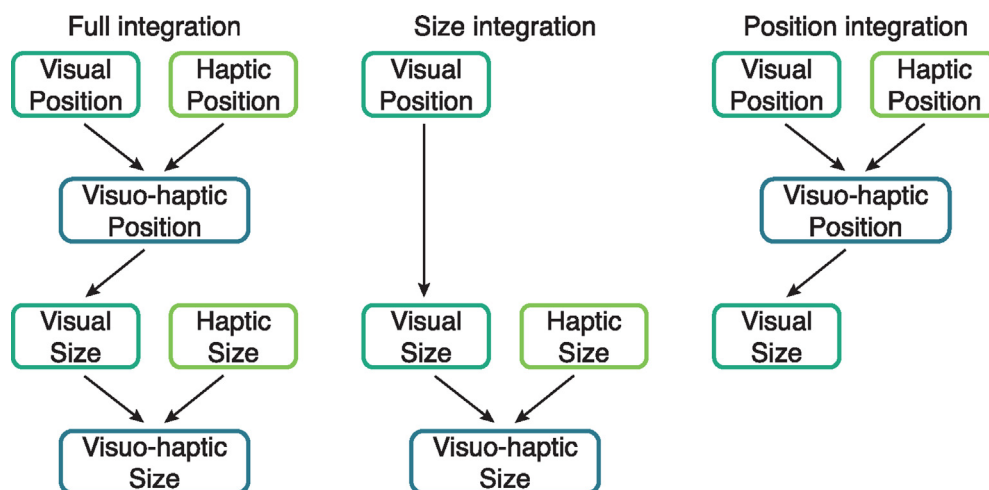 Full integration
Visual
Position
Haptic
Position
Visuo-haptic
Position
Visual
Size
Haptic
Size
Visuo-haptic
Size
Size integration
Visual
Position
Visual
Size
Haptic
Size
Visuo-haptic
Size
Position integration
Visual
Position
Haptic
Position
Visuo-haptic
Position
Visual
Size